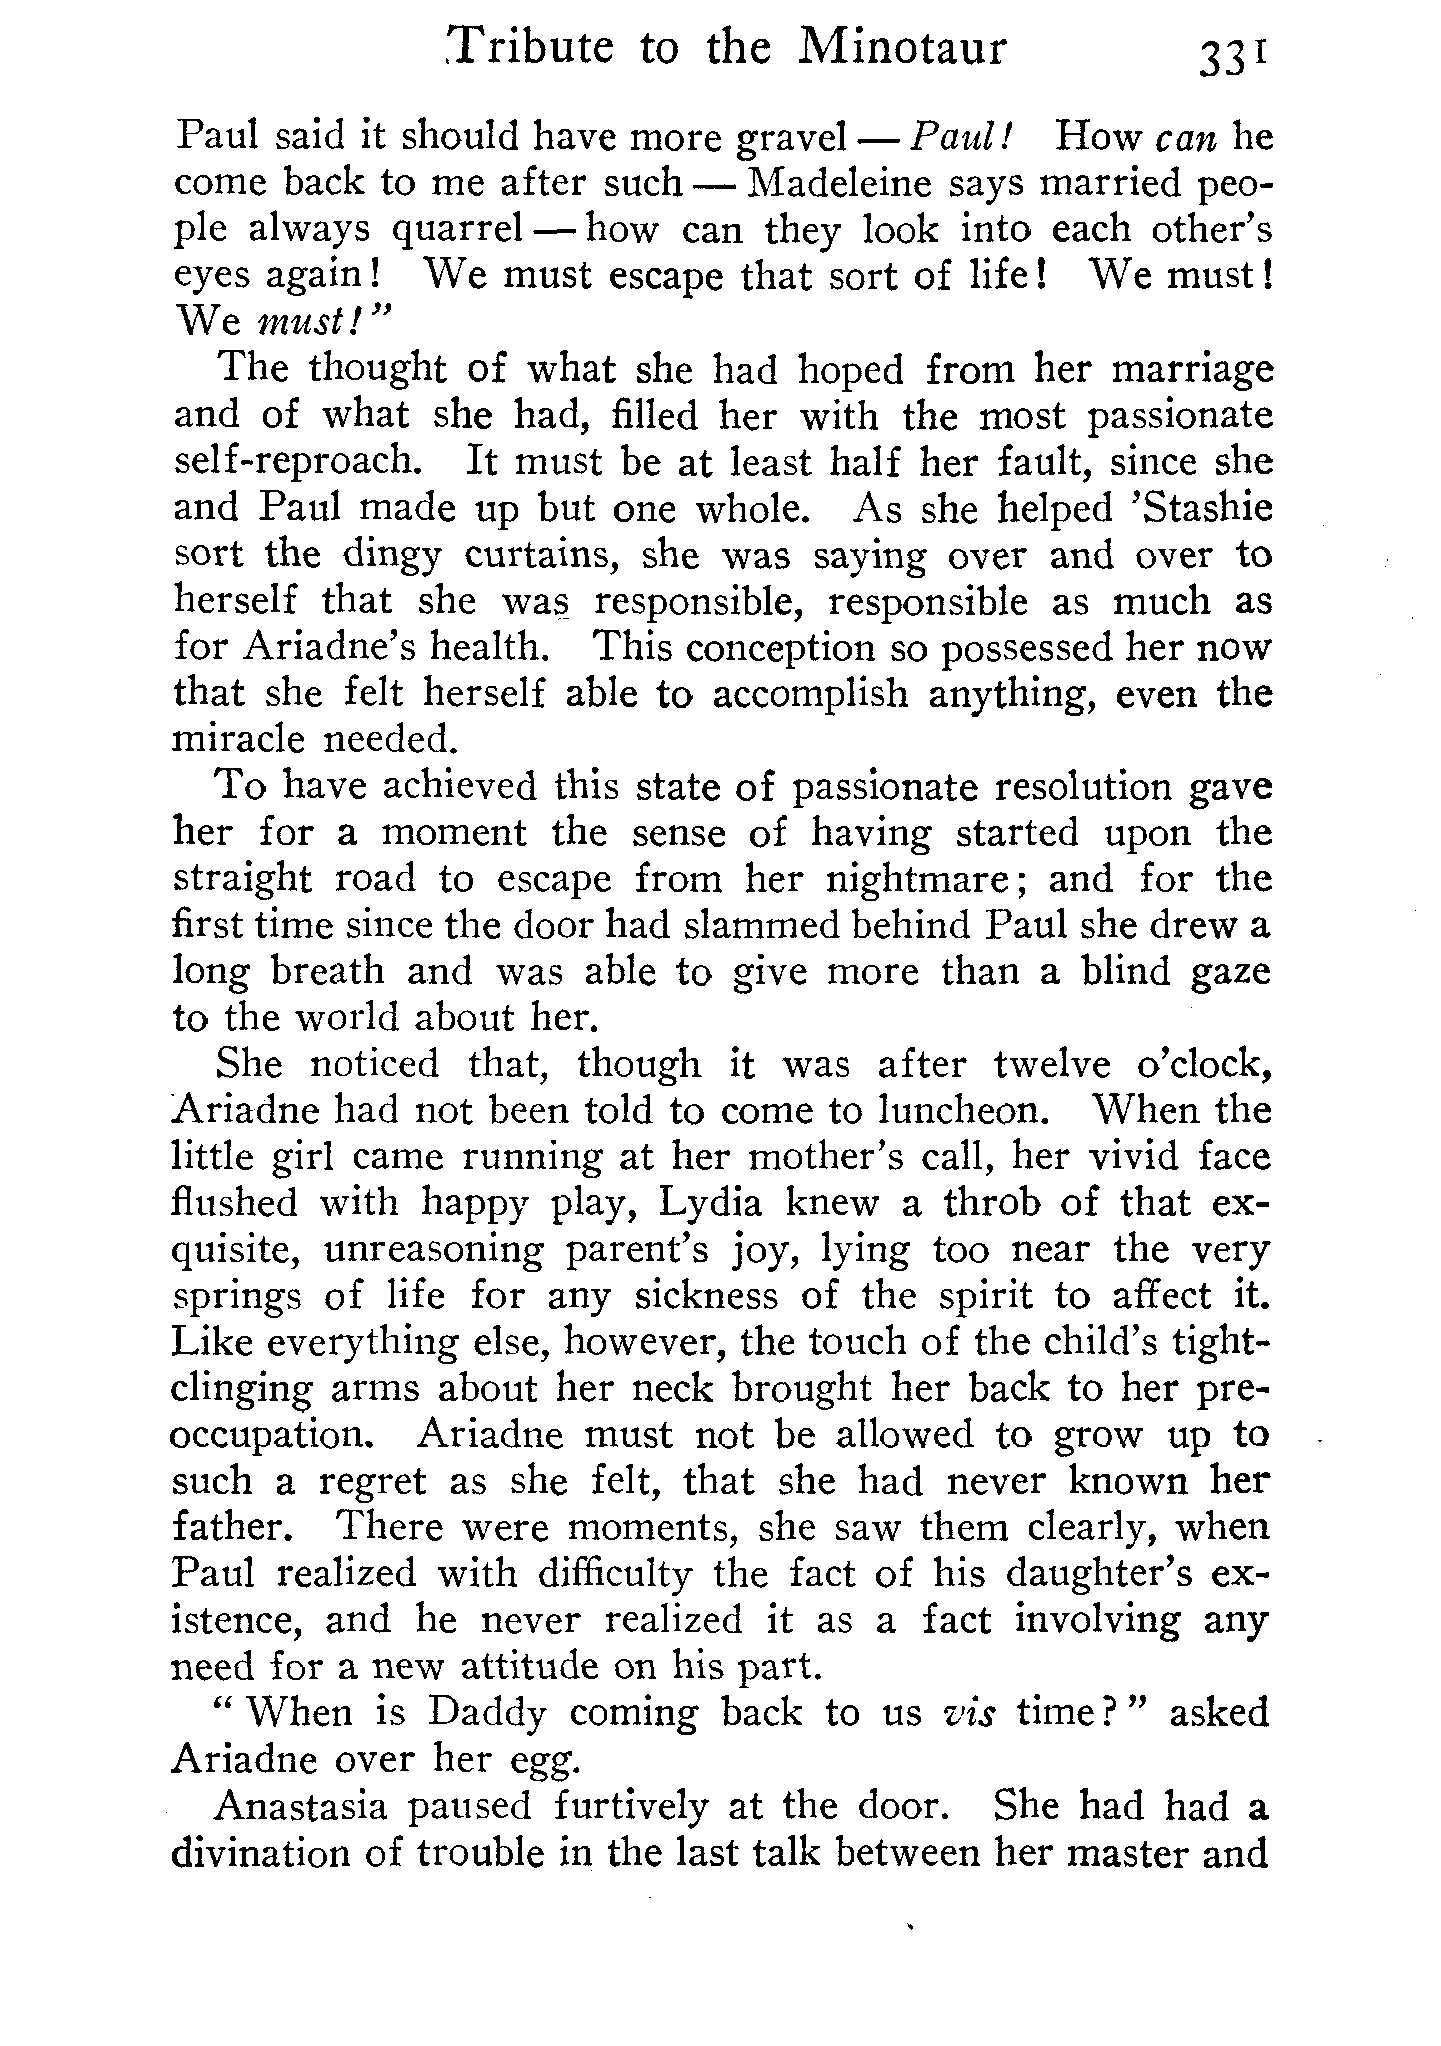 Tribute to the Minotaur 331
Paul said it should have more gravel — Paul! How can he
come back to me after such — Madeleine says married peo-
ple always quarrel — how can they look into each other's
eyes again! We must escape that sort of life! We must!
We must!"
The thought of what she had hoped from her marriage
and of what she had, filled her with the most passionate
self-reproach. It must be at least half her fault, since she
and Paul made up but one whole. As she helped 'Stashie
sort the dingy curtains, she was saying over and over to
herself that she was responsible, responsible as much as
for Ariadne's health. This conception so possessed her now
that she felt herself able to accomplish anything, even the
miracle needed.
To have achieved this state of passionate resolution gave
her for a moment the sense of having started upon the
straight road to escape from her nightmare; and for the
first time since the door had slammed behind Paul she drew a
long breath and was able to give more than a blind gaze
to the world about her.
She noticed that, though it was after twelve o'clock,
Ariadne had not been told to come to luncheon. When the
little girl came running at her mother's call, her vivid face
flushed with happy play, Lydia knew a throb of that ex-
quisite, unreasoning parent's joy, lying too near the very
springs of life for any sickness of the spirit to affect it.
Like everything else, however, the touch of the child's tight-
clinging arms about her neck brought her back to her pre-
occupation. Ariadne must not be allowed to grow up to
such a regret as she felt, that she had never known her
father. There were moments, she saw them clearly, when
Paul realized with difficulty the fact of his daughter's ex-
istence, and he never realized it as a fact involving any
need for a new attitude on his part.
"When is Daddy coming back to us vis time?" asked
Ariadne over her egg.
Anastasia paused furtively at the door. She had had a
divination of trouble in the last talk between her master and